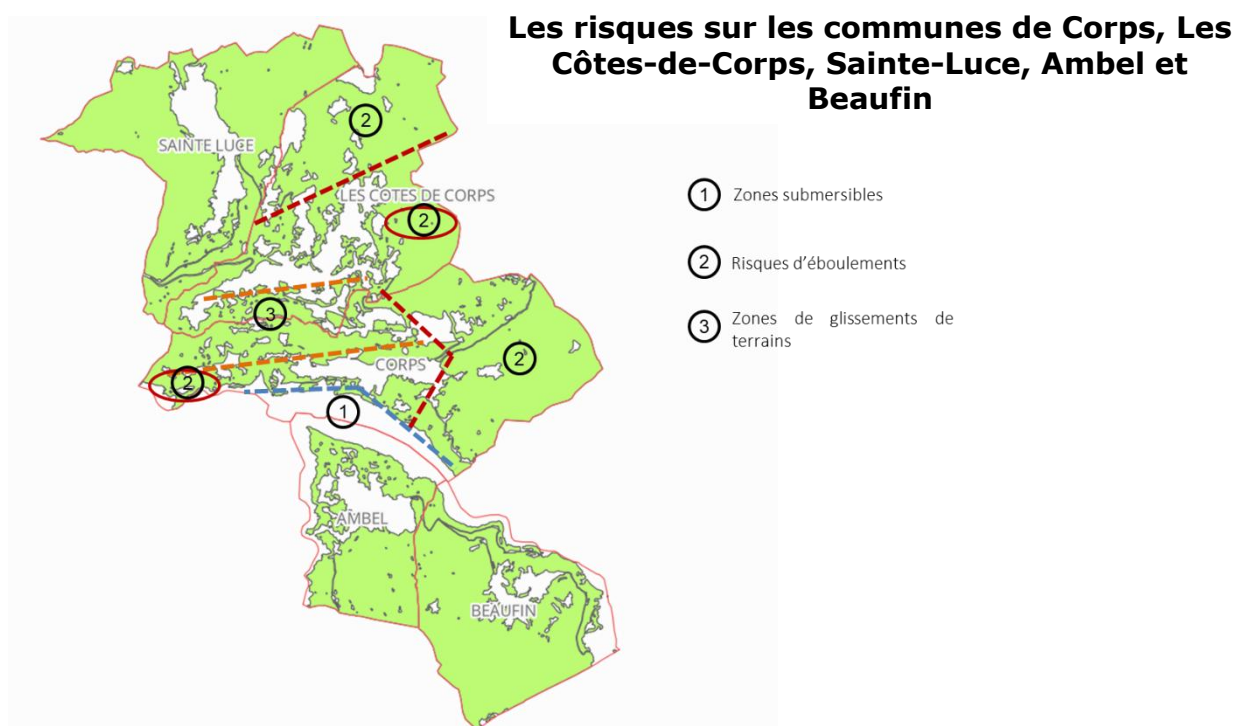 Les risques sur les communes de Corps, Les
Côtes-de-Corps, Sainte-Luce, Ambel et
Beaufin
2
SAINTE LUCE
LES COTES DE CORPS
2
3
2
CORPS
2
1
AMBEL
BEAUFIN
1 Zones submersibles
2 Risques d'éboulements
3 Zones de glissements de
terrains